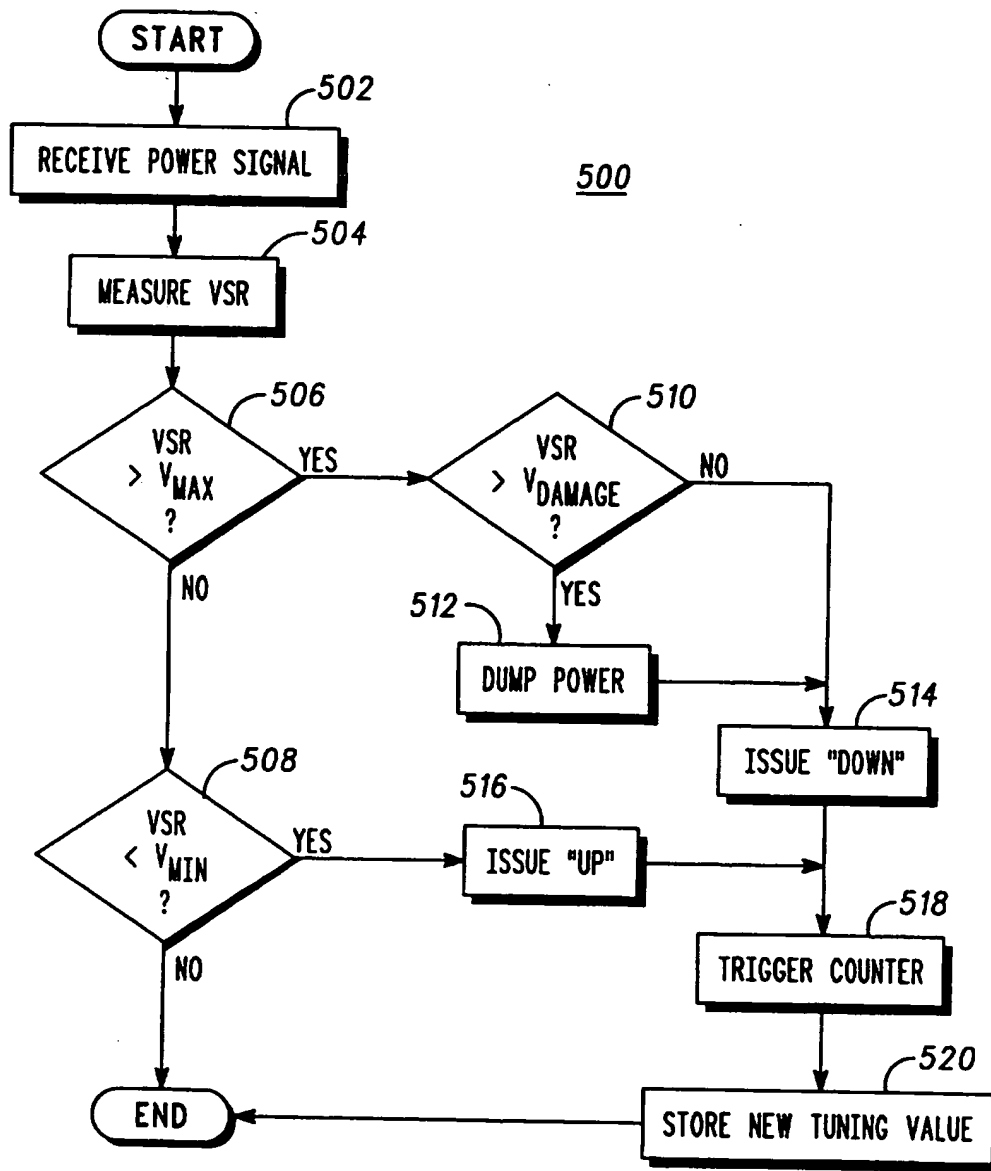 START
502
RECEIVE POWER SIGNAL
500
504
MEASURE VSR
506
VSR
> VMAX
?
YES
NO
510
VSR
> VDAMAGE
?
NO
YES
512
DUMP POWER
514
ISSUE "DOWN"
508
VSR
< VMIN
?
YES
NO
516
ISSUE "UP"
518
TRIGGER COUNTER
520
STORE NEW TUNING VALUE
END